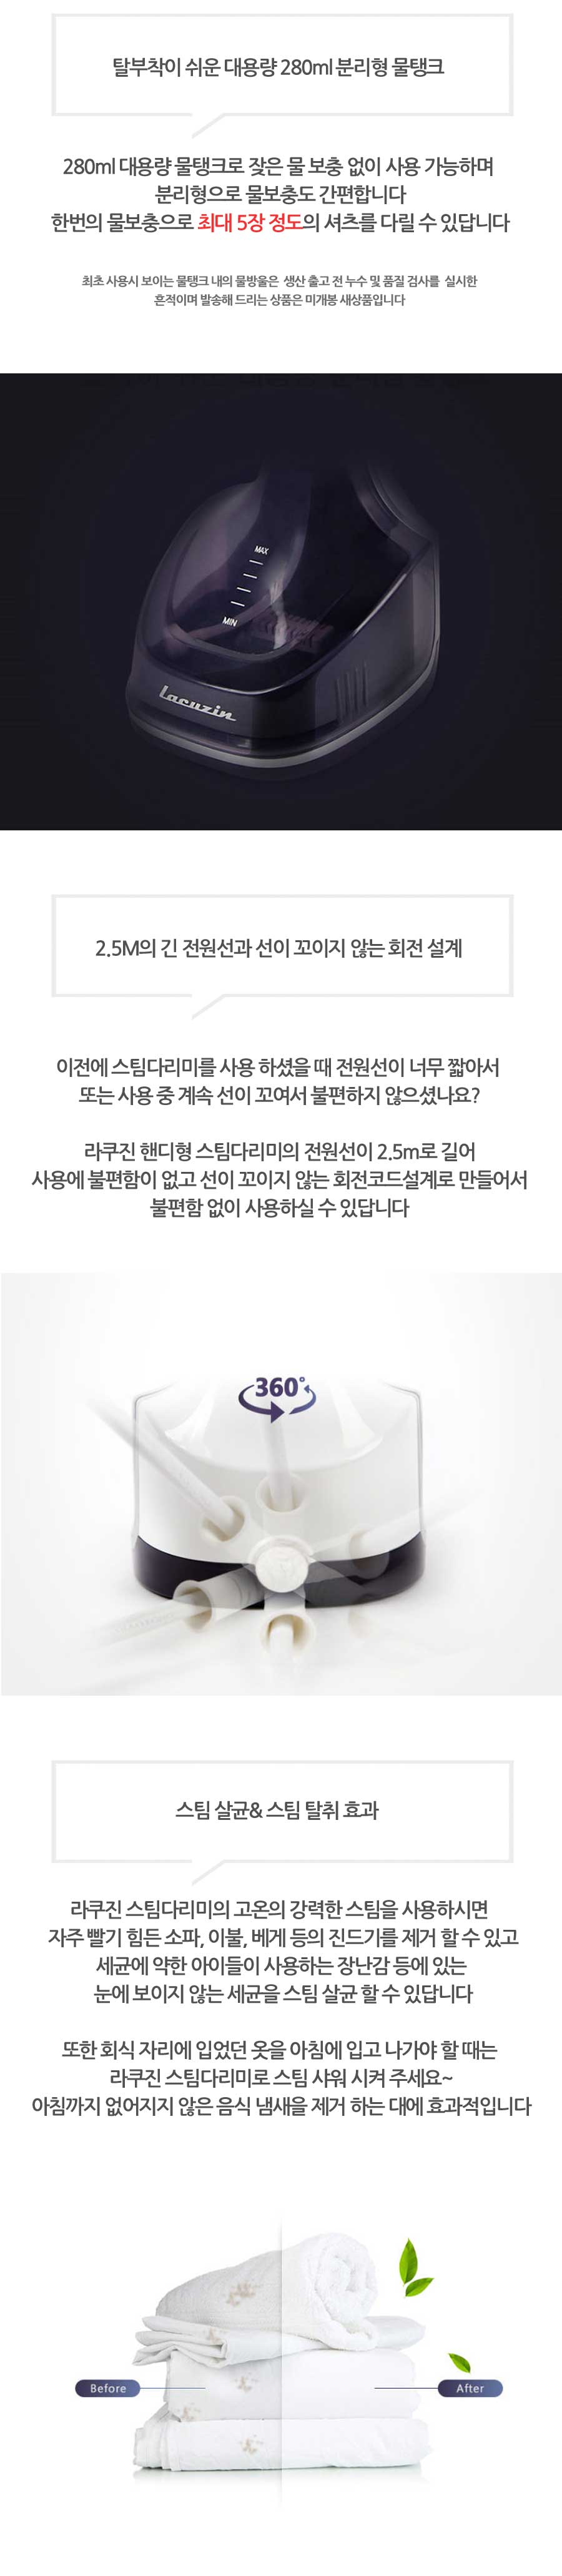 탈부착이 쉬운 대용량 280ml 분리형 물탱크
280ml 대용량 물탱크로 잦은 물 보충 없이 사용 가능하며
분리형으로 물보충도 간편합니다
한번의 물보충으로 최대 5장 정도의 셔츠를 다릴 수 있답니다
최초 사용시 보이는 물탱크 내의 물방울은 생산 출고 전 누수 및 품질 검사를 실시한
흔적이며 발송해 드리는 상품은 미개봉 새상품입니다
MAX
MIN
Lacuzin
2.5M의 긴 전원선과 선이 꼬이지 않는 회전 설계
이전에 스팀다리미를 사용 하셨을 때 전원선이 너무 짧아서
또는 사용 중 계속 선이 꼬여서 불편하지 않으셨나요?
라쿠진 핸디형 스팀다리미의 전원선이 2.5m로 길어
사용에 불편함이 없고 선이 꼬이지 않는 회전코드설계로 만들어서
불편함 없이 사용하실 수 있답니다
360°
스팀 살균& 스팀 탈취 효과
라쿠진 스팀다리미의 고온의 강력한 스팀을 사용하시면
자주 빨기 힘든 소파, 이불, 베게 등의 진드기를 제거 할 수 있고
세균에 약한 아이들이 사용하는 장난감 등에 있는
눈에 보이지 않는 세균을 스팀 살균 할 수 있답니다
또한 회식 자리에 입었던 옷을 아침에 입고 나가야 할 때는
라쿠진 스팀다리미로 스팀 샤워 시켜 주세요~
아침까지 없어지지 않은 음식 냄새을 제거 하는 대에 효과적입니다
Before
After